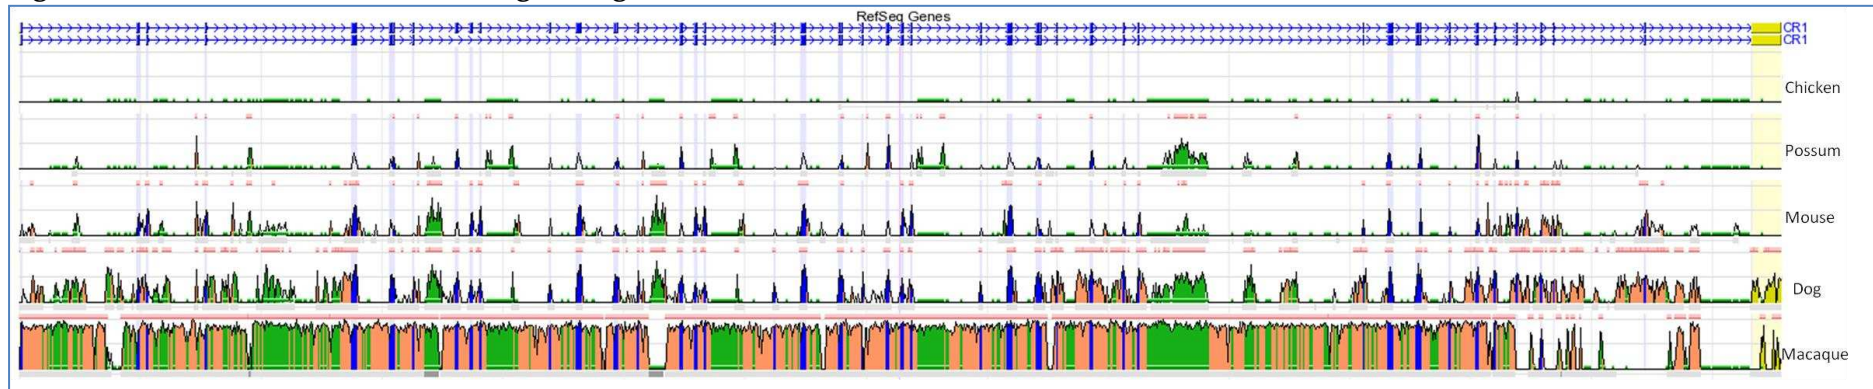 RefSeq Genes
CR1
CR1
Chicken
Possum
Mouse
Dog
Macaque